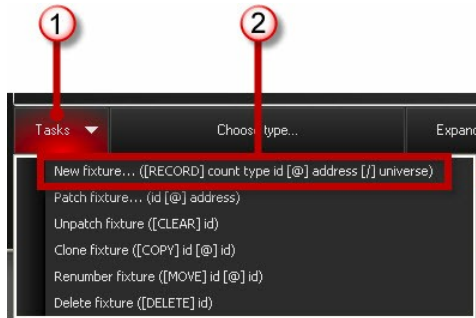 1
2
Tasks
Choose type...
Expand
New fixture... ([RECORD] count type id [@] address [/] universe)
Patch fixture... (id [@] address)
Unpatch fixture ([CLEAR] id)
Clone fixture ([COPY] id [@] id)
Renumber fixture ([MOVE] id [@] id)
Delete fixture ([DELETE] id)